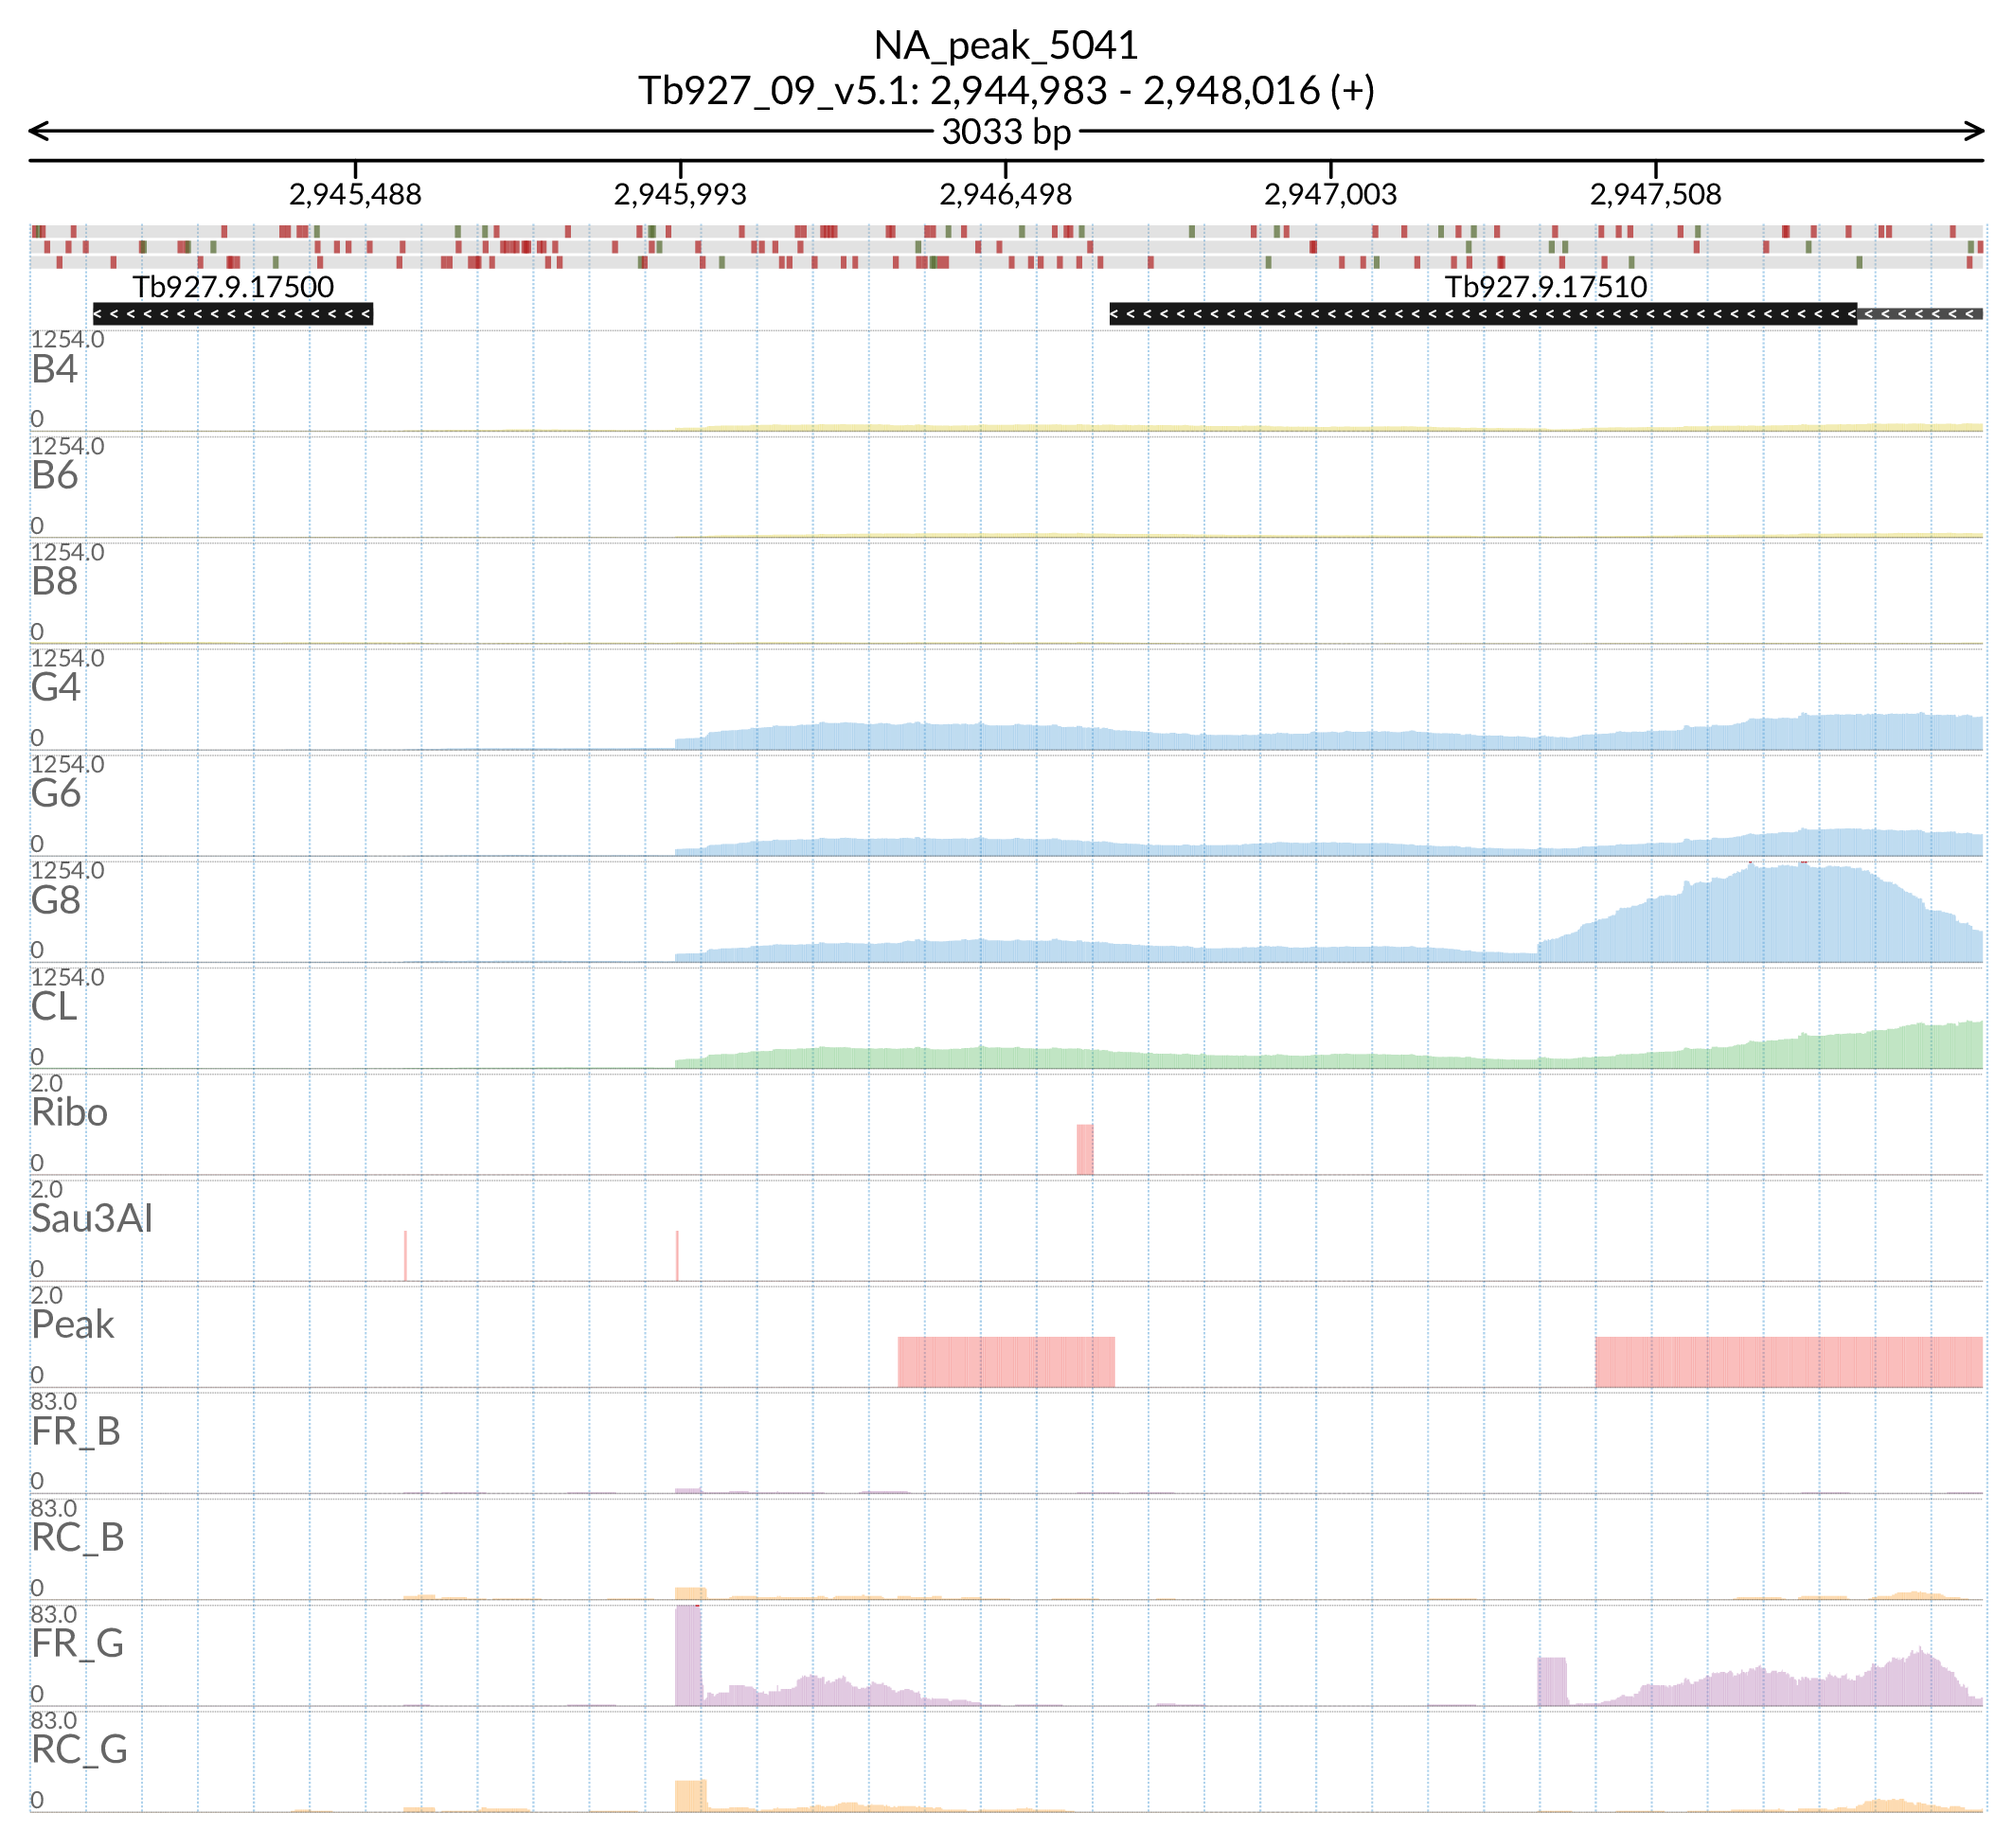 NA_peak_5041
Tb927_09_v5.1: 2,944,983 - 2,948,016 (+)
3033 bp
2,945,488 2,945,993 2,946,498 2,947,003 2,947,508
Tb927.9.17500 Tb927.9.17510
1254.0
B4
0
1254.0
B6
0
1254.0
B8
0
1254.0
G4
0
1254.0
G6
0
1254.0
G8
0
1254.0
CL
0
2.0
Ribo
0
2.0
Sau3AI
0
2.0
Peak
0
83.0
FR_B
0
83.0
RC_B
0
83.0
FR_G
0
83.0
RC_G
0